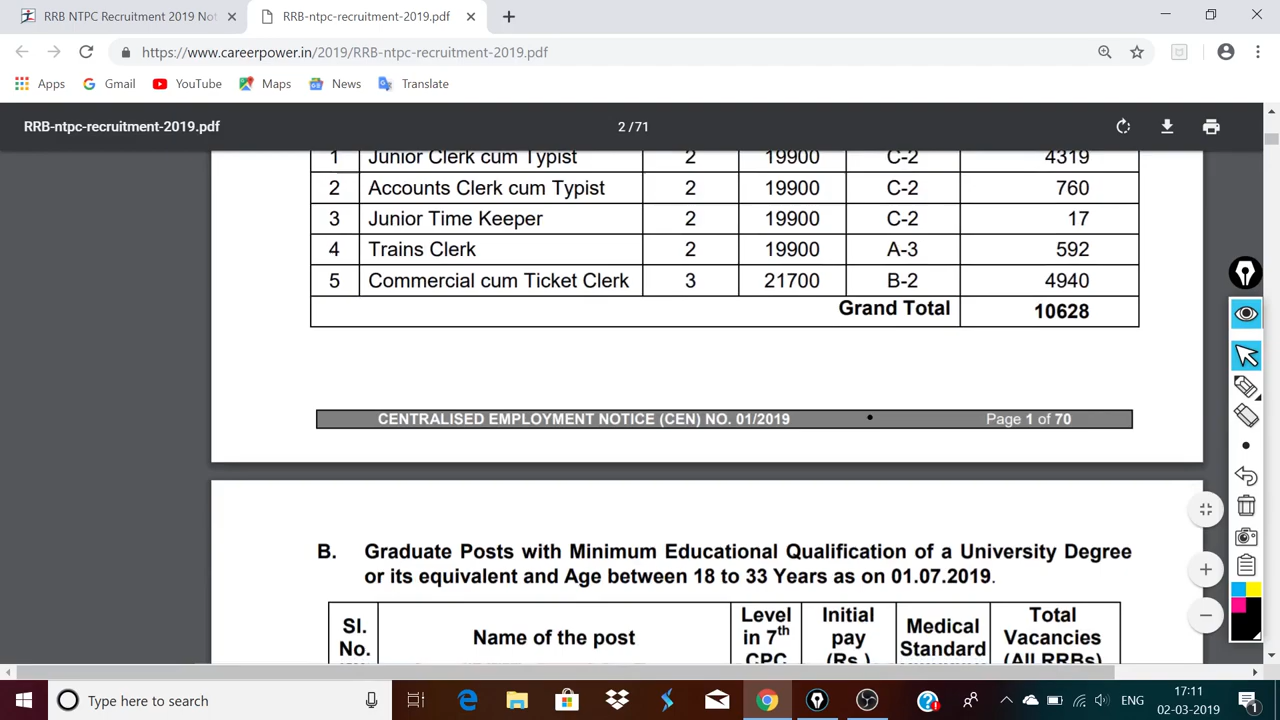 RRB NTPC Recruitment 2019 Not
RRB-ntpc-recruitment-2019.pdf
https://www.careerpower.in/2019/RRB-ntpc-recruitment-2019.pdf
Apps Gmail YouTube Maps News Translate
RRB-ntpc-recruitment-2019.pdf 2 / 71
1 Junior Clerk cum Typist 2 19900 C-2 4319
2 Accounts Clerk cum Typist 2 19900 C-2 760
3 Junior Time Keeper 2 19900 C-2 17
4 Trains Clerk 2 19900 A-3 592
5 Commercial cum Ticket Clerk 3 21700 B-2 4940
Grand Total 10628
CENTRALISED EMPLOYMENT NOTICE (CEN) NO. 01/2019 Page 1 of 70
B. Graduate Posts with Minimum Educational Qualification of a University Degree
or its equivalent and Age between 18 to 33 Years as on 01.07.2019.
Sl.
No.
Name of the post
Level
in 7th
CPC
Initial
pay
(Rs.)
Medical
Standard
Total
Vacancies
(All RRBs)
Type here to search
ENG
17:11
02-03-2019